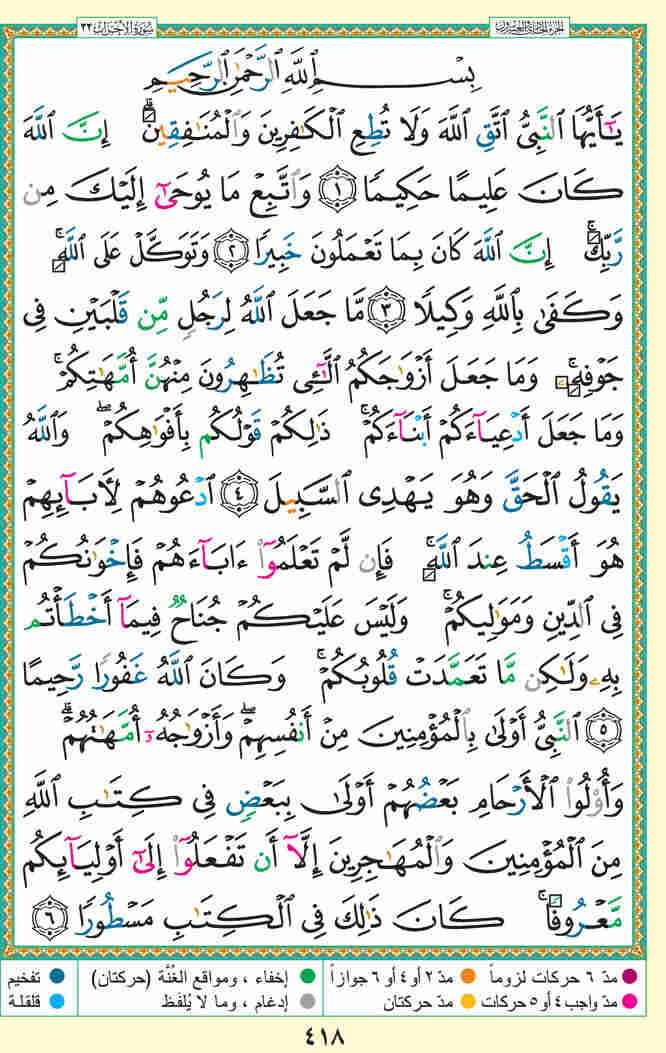 سُورَةُ الأَحْزَاب ٣٣
الجزء الحادي والعشرون
بِسْمِ ٱللَّهِ ٱلرَّحْمَٰنِ ٱلرَّحِيمِ
يَٰٓأَيُّهَا ٱلنَّبِىُّ ٱتَّقِ ٱللَّهَ وَلَا تُطِعِ ٱلْكَٰفِرِينَ وَٱلْمُنَٰفِقِينَۗ إِنَّ ٱللَّهَ
كَانَ عَلِيمًا حَكِيمًا ۝١ وَٱتَّبِعْ مَا يُوحَىٰٓ إِلَيْكَ مِن
رَّبِّكَۚ إِنَّ ٱللَّهَ كَانَ بِمَا تَعْمَلُونَ خَبِيرًا ۝٢ وَتَوَكَّلْ عَلَى ٱللَّهِۚ
وَكَفَىٰ بِٱللَّهِ وَكِيلًا ۝٣ مَّا جَعَلَ ٱللَّهُ لِرَجُلٍ مِّن قَلْبَيْنِ فِى
جَوْفِهِۦۚ وَمَا جَعَلَ أَزْوَٰجَكُمُ ٱلَّٰٓـِٔى تُظَٰهِرُونَ مِنْهُنَّ أُمَّهَٰتِكُمْۚ
وَمَا جَعَلَ أَدْعِيَآءَكُمْ أَبْنَآءَكُمْۚ ذَٰلِكُمْ قَوْلُكُم بِأَفْوَٰهِكُمْۖ وَٱللَّهُ
يَقُولُ ٱلْحَقَّ وَهُوَ يَهْدِى ٱلسَّبِيلَ ۝٤ ٱدْعُوهُمْ لِءَابَآئِهِمْ
هُوَ أَقْسَطُ عِندَ ٱللَّهِۚ فَإِن لَّمْ تَعْلَمُوٓا۟ ءَابَآءَهُمْ فَإِخْوَٰنُكُمْ
فِى ٱلدِّينِ وَمَوَٰلِيكُمْۚ وَلَيْسَ عَلَيْكُمْ جُنَاحٌ فِيمَآ أَخْطَأْتُم
بِهِۦ وَلَٰكِن مَّا تَعَمَّدَتْ قُلُوبُكُمْۚ وَكَانَ ٱللَّهُ غَفُورًا رَّحِيمًا
۝٥ ٱلنَّبِىُّ أَوْلَىٰ بِٱلْمُؤْمِنِينَ مِنْ أَنفُسِهِمْۖ وَأَزْوَٰجُهُۥٓ أُمَّهَٰتُهُمْۗ
وَأُو۟لُوا۟ ٱلْأَرْحَامِ بَعْضُهُمْ أَوْلَىٰ بِبَعْضٍ فِى كِتَٰبِ ٱللَّهِ
مِنَ ٱلْمُؤْمِنِينَ وَٱلْمُهَٰجِرِينَ إِلَّآ أَن تَفْعَلُوٓا۟ إِلَىٰٓ أَوْلِيَآئِكُم
مَّعْرُوفًاۚ كَانَ ذَٰلِكَ فِى ٱلْكِتَٰبِ مَسْطُورًا ۝٦
مدّ ٦ حركات لزوماً
مدّ ٢ أو ٤ أو ٦ جوازاً
إخفاء ، ومواقع الغُنَّة (حركتان)
تفخيم
مدّ واجب ٤ أو ٥ حركات
مدّ حركتان
إدغام ، وما لا يُلفَظ
قلقلة
٤١٨